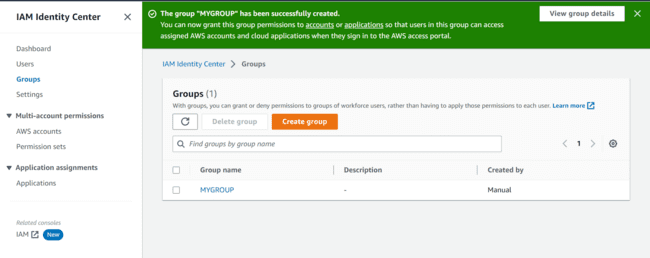 IAM Identity Center
Dashboard
Users
Groups
Settings
Multi-account permissions
AWS accounts
Permission sets
Application assignments
Applications
Related consoles
IAM New
The group "MYGROUP" has been successfully created.
You can now grant this group permissions to accounts or applications so that users in this group can access
assigned AWS accounts and cloud applications when they sign in to the AWS access portal.
View group details
IAM Identity Center > Groups
Groups (1)
With groups, you can grant or deny permissions to groups of workforce users, rather than having to apply those permissions to each user. Learn more
Delete group Create group
Find groups by group name
1
Group name Description Created by
MYGROUP - Manual